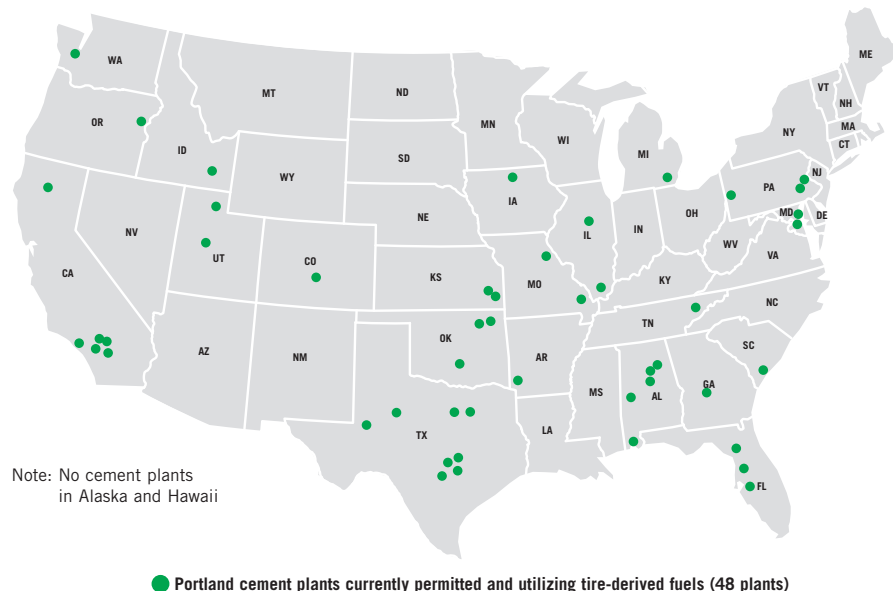 ME
WA
VT
MT
ND
NH
OR
MN
MA
NY
WI
CT
ID
SD
MI
WY
NJ
PA
IA
NE
MD
OH
DE
IL
IN
NV
WV
UT
CO
VA
CA
KS
MO
KY
NC
TN
OK
SC
AZ
NM
AR
GA
MS
AL
LA
TX
Note: No cement plants
in Alaska and Hawaii
FL
Portland cement plants currently permitted and utilizing tire-derived fuels (48 plants)